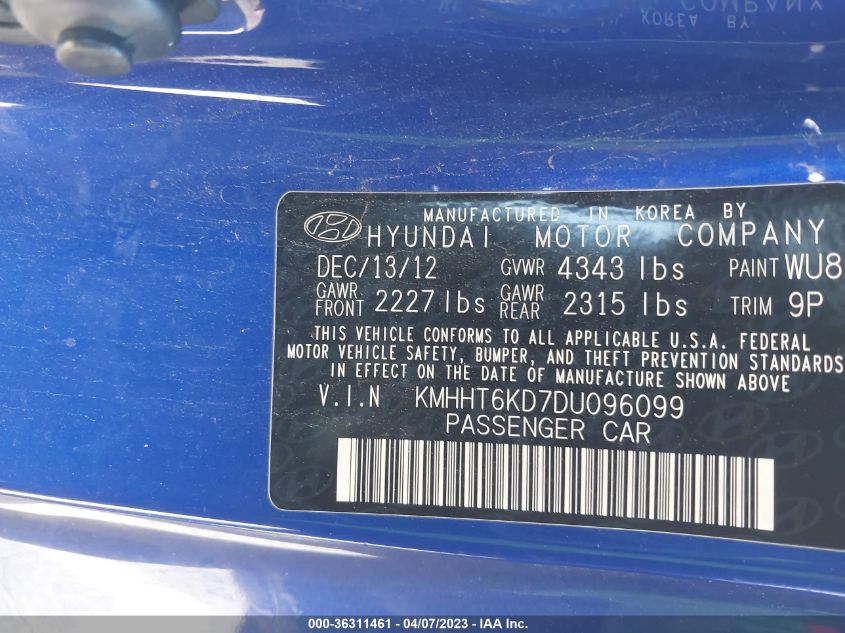 COMPANY
KOREA BY
MANUFACTURED IN KOREA BY
HYUNDAI MOTOR COMPANY
DEC/13/12 GVWR 4343 lbs PAINT WU8
GAWR FRONT 2227 lbs GAWR REAR 2315 lbs TRIM 9P
THIS VEHICLE CONFORMS TO ALL APPLICABLE U.S.A. FEDERAL
MOTOR VEHICLE SAFETY, BUMPER, AND THEFT PREVENTION STANDARDS
IN EFFECT ON THE DATE OF MANUFACTURE SHOWN ABOVE.
V.I.N KMHHT6KD7DU096099
PASSENGER CAR
000-36311461 - 04/07/2023 - IAA Inc.